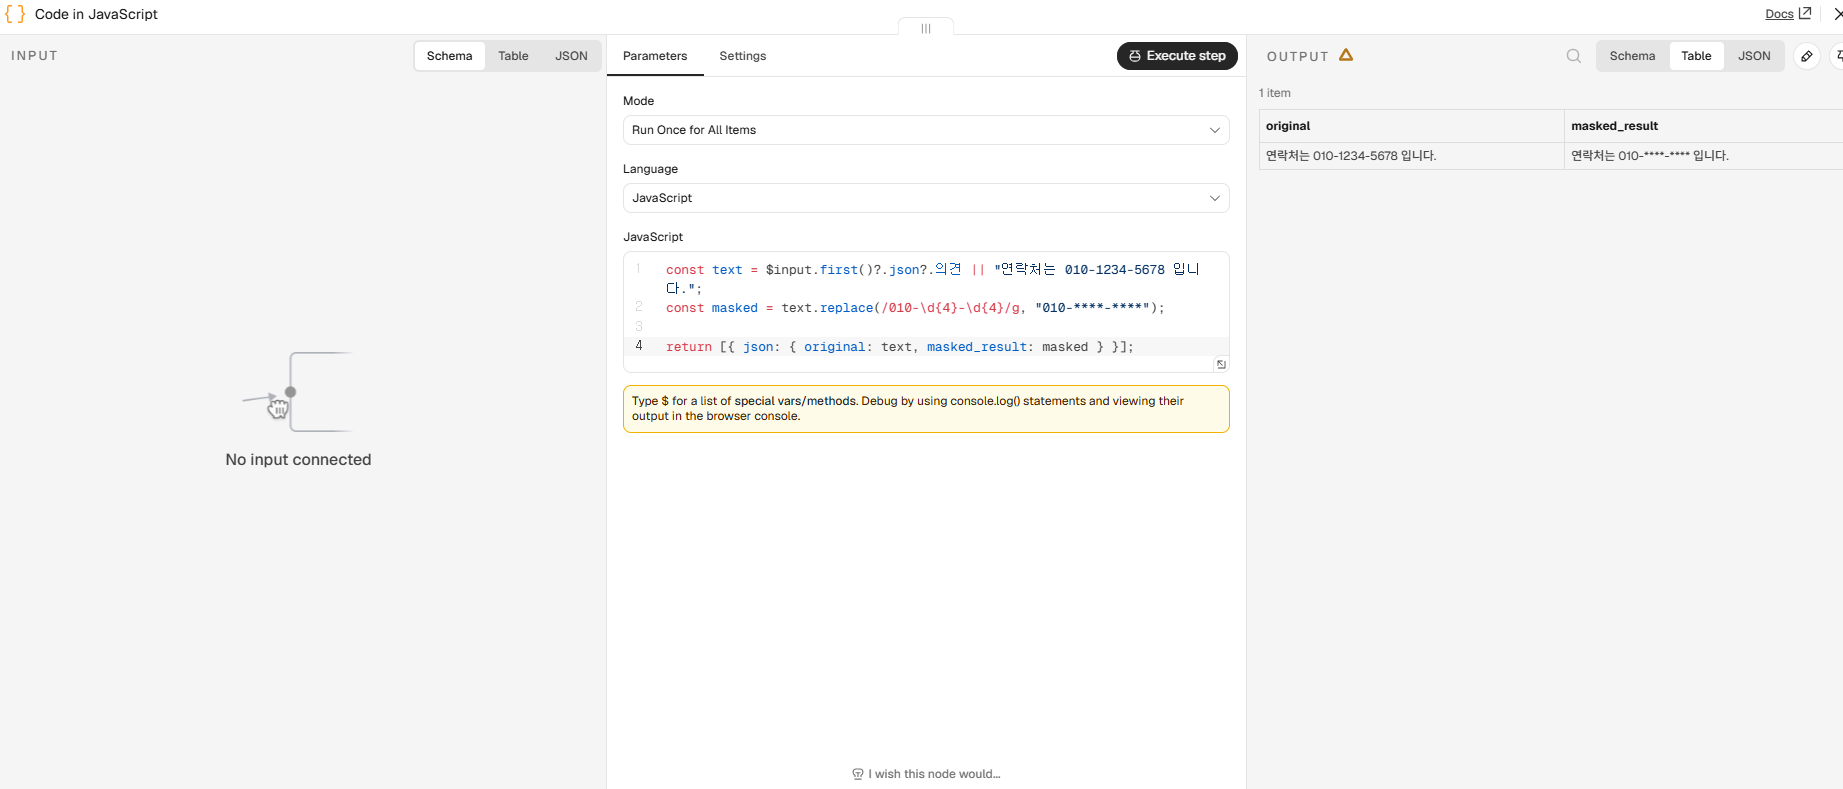 { } Code in JavaScript
Docs
INPUT
Schema Table JSON
No input connected
Parameters Settings
Execute step
Mode
Run Once for All Items
Language
JavaScript
JavaScript
1 const text = $input.first()?.json?.의견 || "연락처는 010-1234-5678 입니
다.";
2 const masked = text.replace(/010-\d{4}-\d{4}/g, "010-****-****");
3
4 return [{ json: { original: text, masked_result: masked } }];
Type $ for a list of special vars/methods. Debug by using console.log() statements and viewing their
output in the browser console.
I wish this node would...
OUTPUT
Schema Table JSON
1 item
original masked_result
연락처는 010-1234-5678 입니다. 연락처는 010-****-**** 입니다.